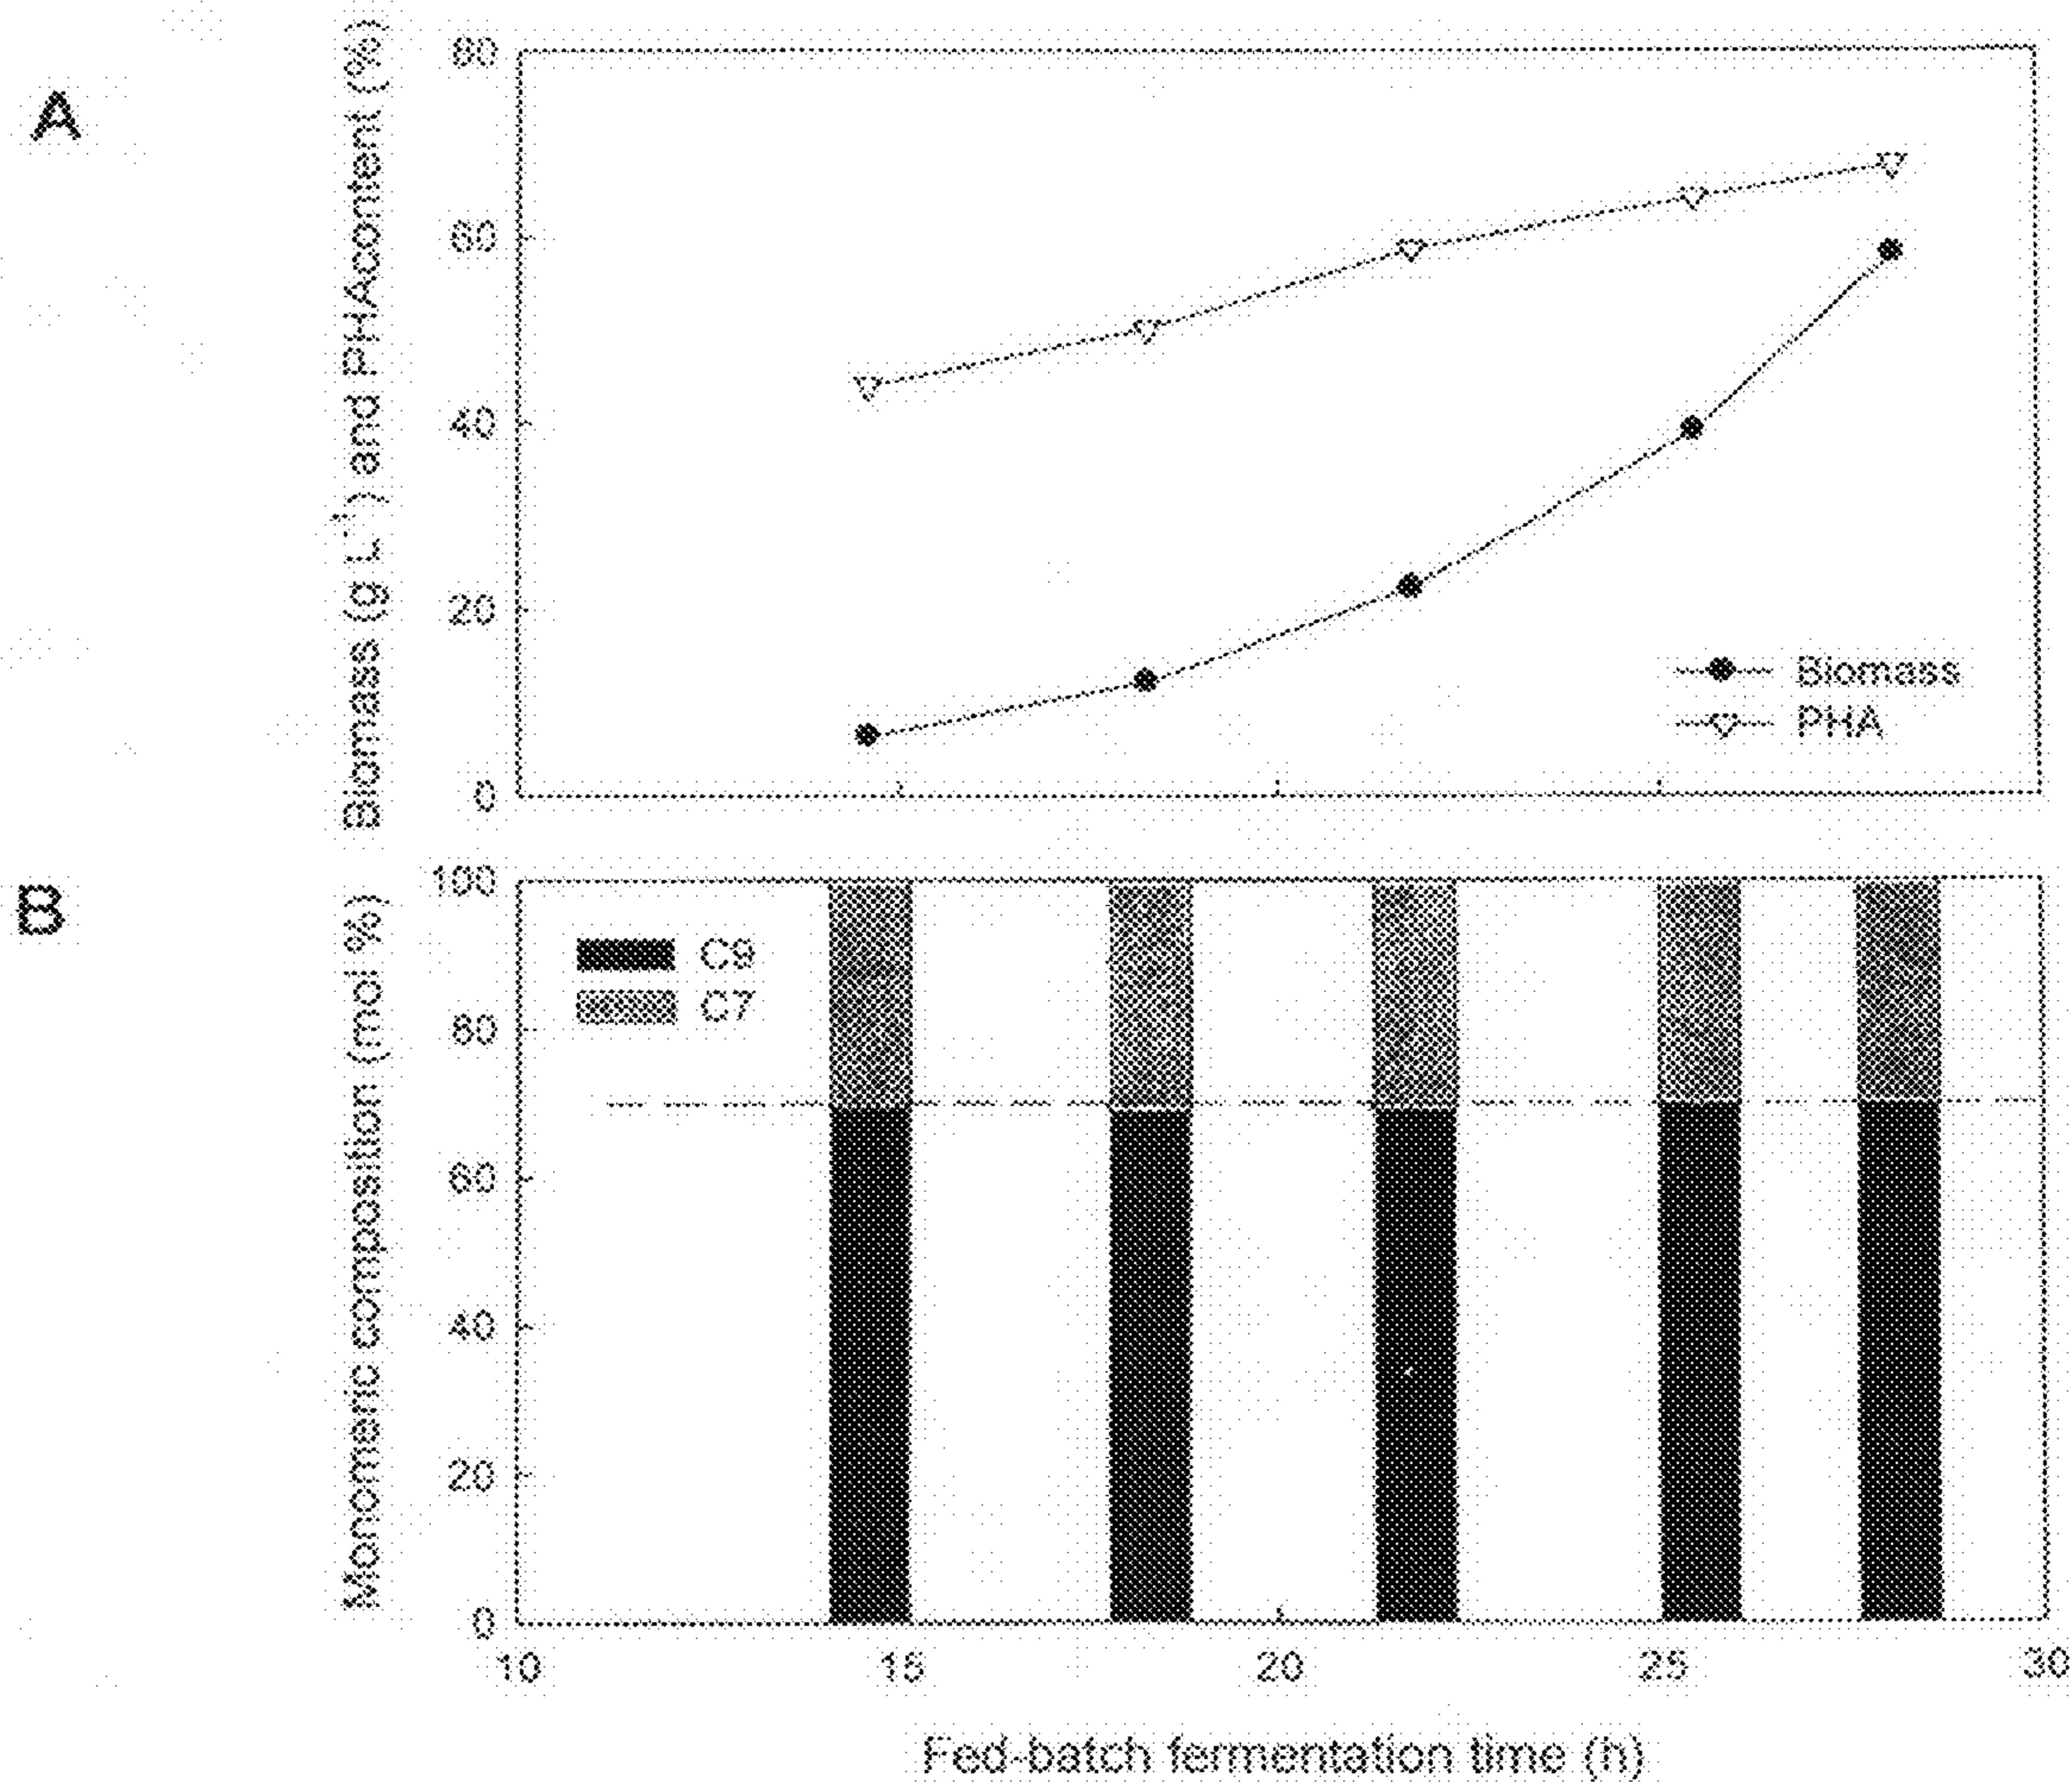 A
Biomass (g L⁻¹) and PHAcontent (%)
80
60
40
20
0
Biomass
PHA
B
Monomeric composition (mol %)
100
80
60
40
20
0
C9
C7
10 15 20 25 30
Fed-batch fermentation time (h)